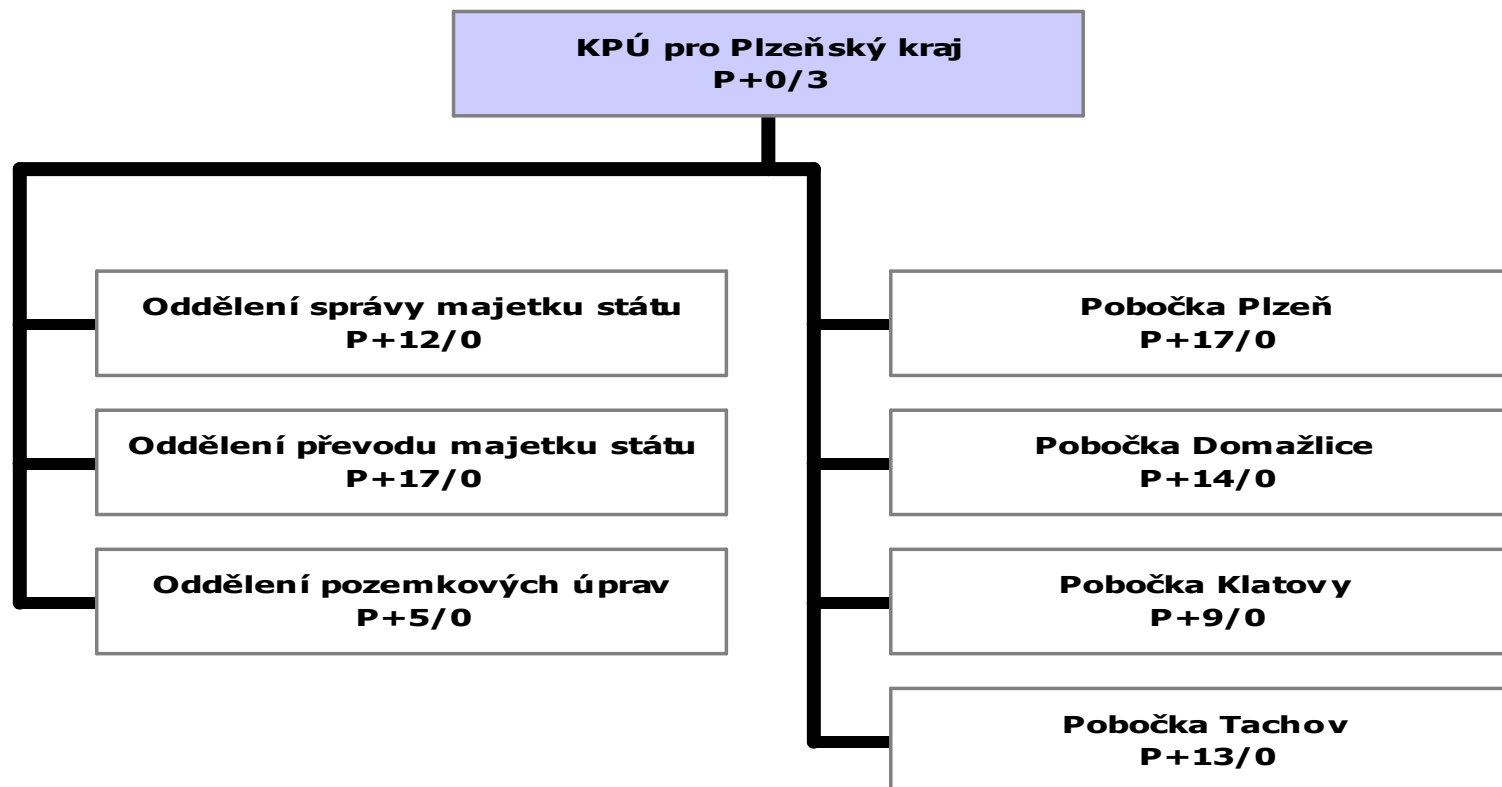 KPÚ pro Plzeňský kraj
P+0/3
Oddělení správy majetku státu
P+12/0
Oddělení převodu majetku státu
P+17/0
Oddělení pozemkových úprav
P+5/0
Pobočka Plzeň
P+17/0
Pobočka Domažlice
P+14/0
Pobočka Klatovy
P+9/0
Pobočka Tachov
P+13/0